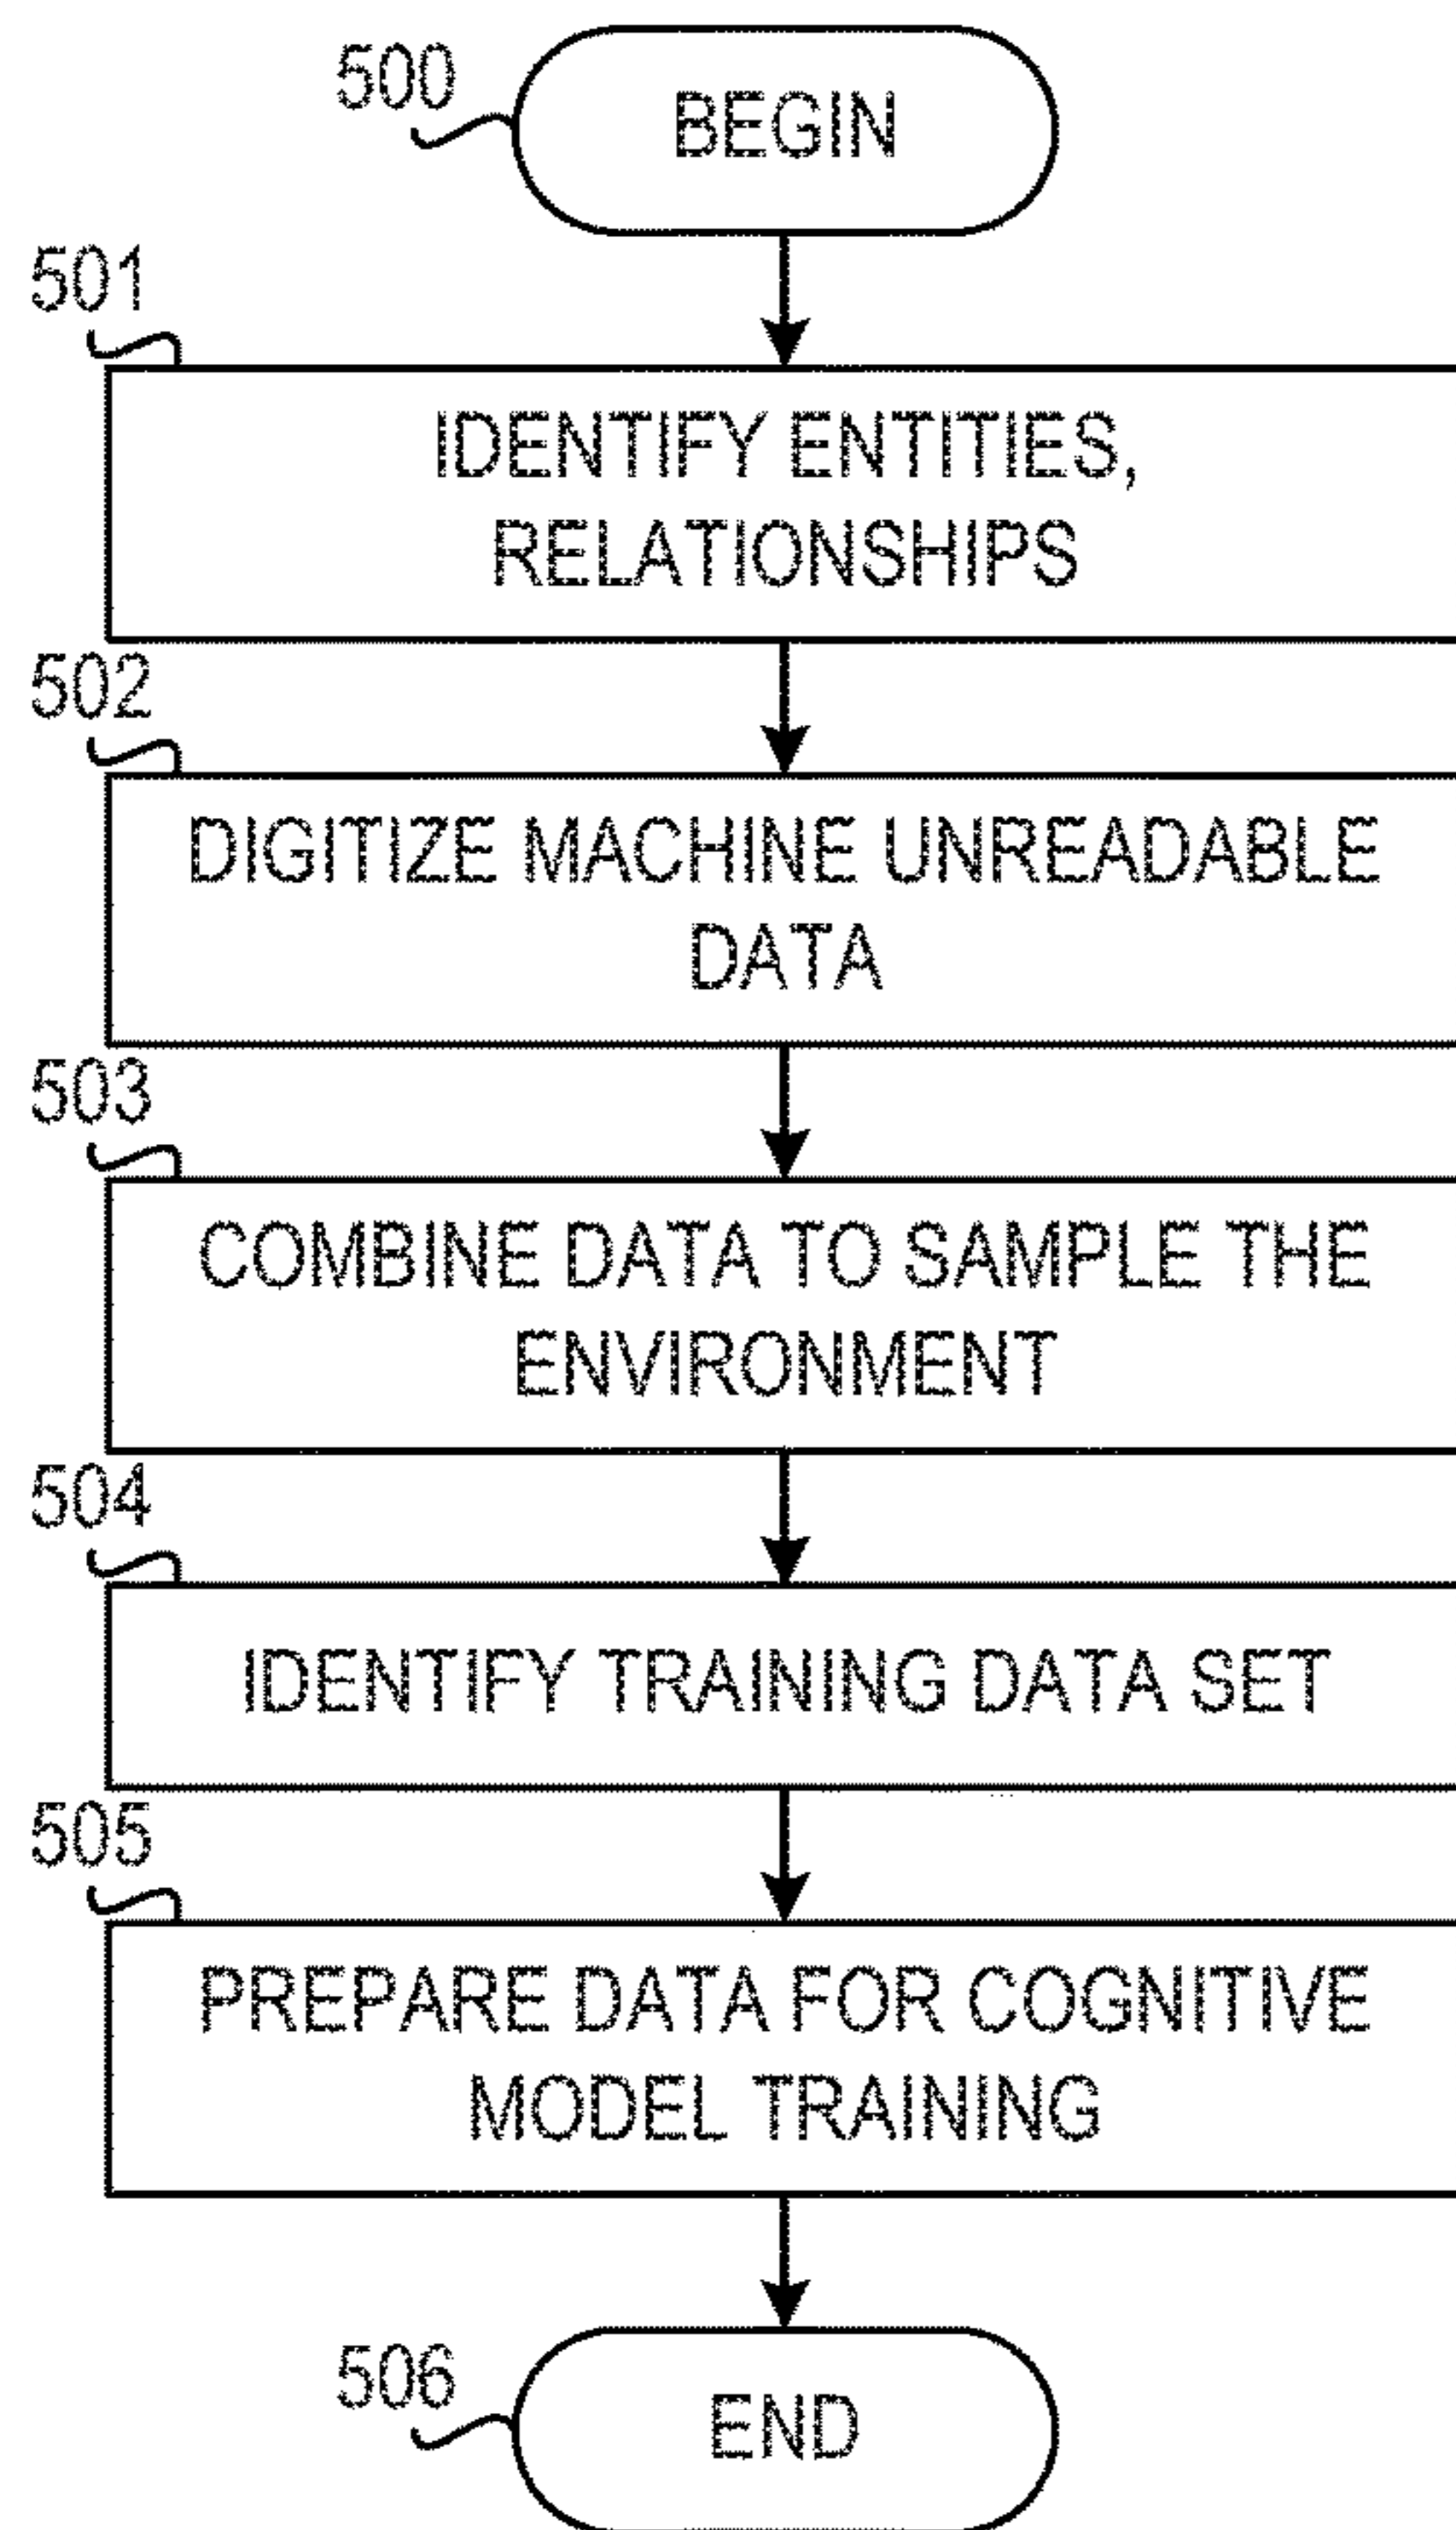 500
BEGIN
501
IDENTIFY ENTITIES,
RELATIONSHIPS
502
DIGITIZE MACHINE UNREADABLE
DATA
503
COMBINE DATA TO SAMPLE THE
ENVIRONMENT
504
IDENTIFY TRAINING DATA SET
505
PREPARE DATA FOR COGNITIVE
MODEL TRAINING
506
END